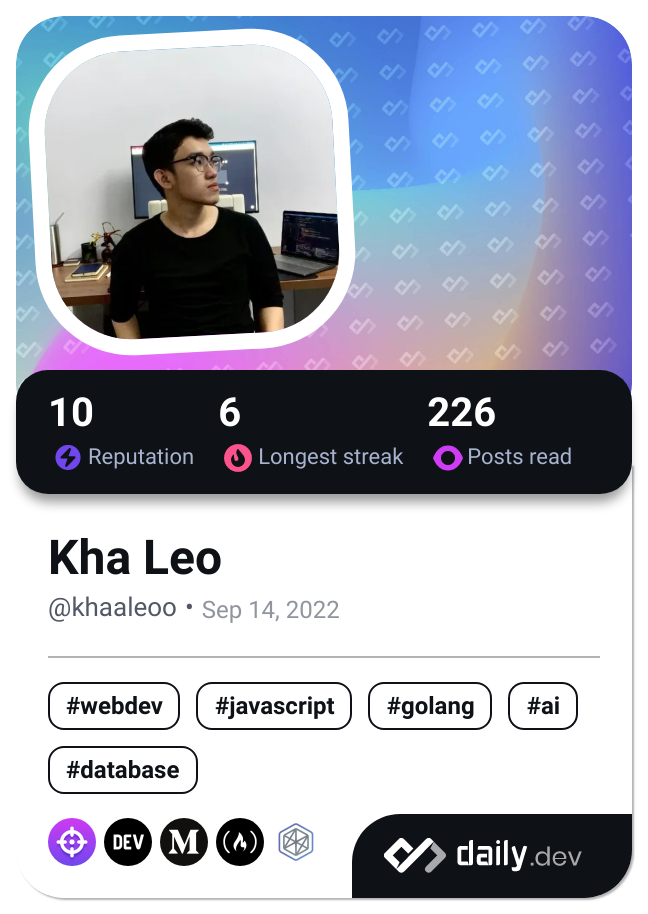 10 6 226
Reputation Longest streak Posts read
Kha Leo
@khaaleoo • Sep 14, 2022
#webdev #javascript #golang #ai
#database
DEV M daily.dev